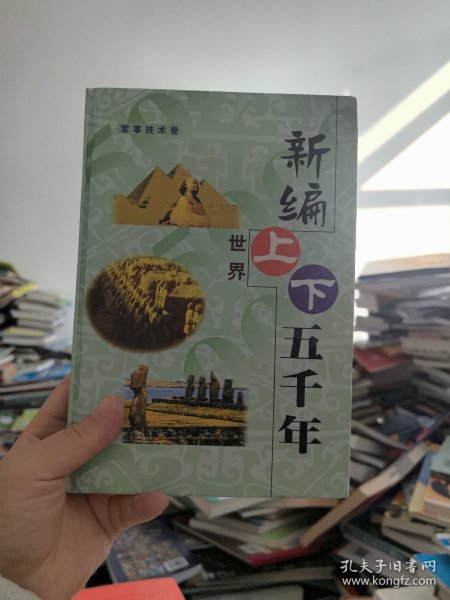 军事技术卷
新编
世界
上下
五千年
孔夫子旧书网
www.kongfz.com